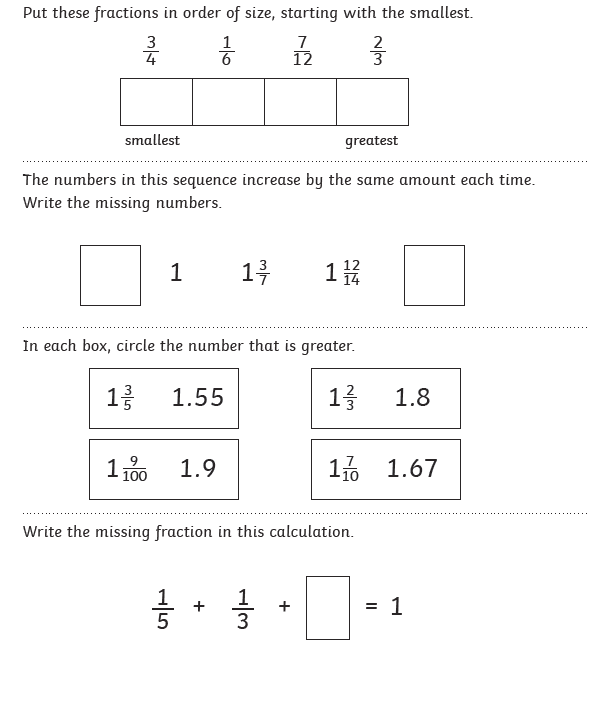 Put these fractions in order of size, starting with the smallest.
3/4 1/6 7/12 2/3
smallest greatest
The numbers in this sequence increase by the same amount each time.
Write the missing numbers.
1 1 3/7 1 12/14
In each box, circle the number that is greater.
1 3/5 1.55 1 2/3 1.8
1 9/100 1.9 1 7/10 1.67
Write the missing fraction in this calculation.
1/5 + 1/3 + = 1